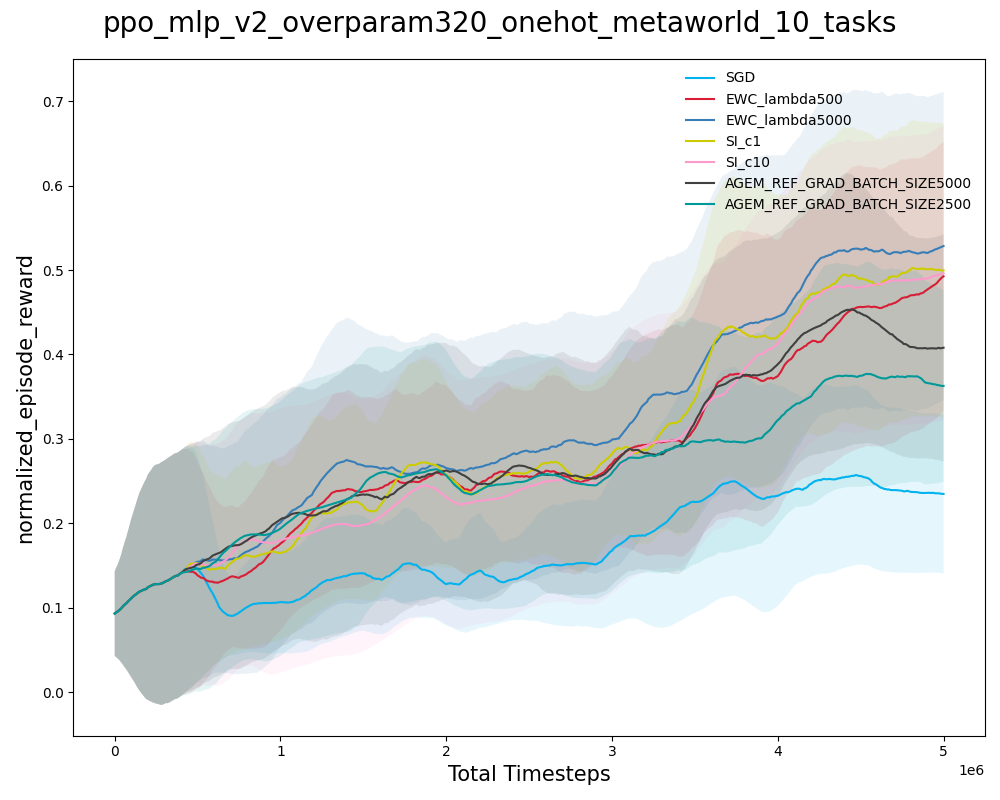 ppo_mlp_v2_overparam320_onehot_metaworld_10_tasks
SGD
EWC_lambda500
EWC_lambda5000
SI_c1
SI_c10
AGEM_REF_GRAD_BATCH_SIZE5000
AGEM_REF_GRAD_BATCH_SIZE2500
normalized_episode_reward
0.7
0.6
0.5
0.4
0.3
0.2
0.1
0.0
0 1 2 3 4 5
1e6
Total Timesteps